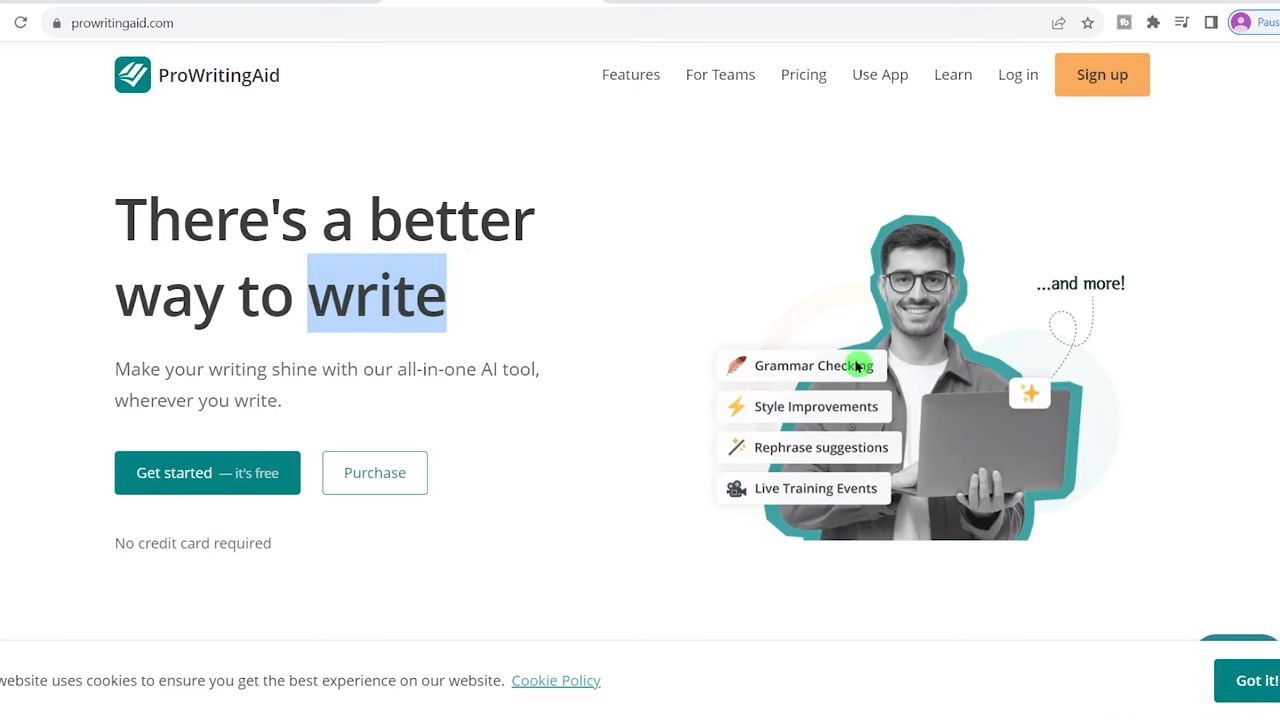 prowritingaid.com
Paus
ProWritingAid
Features
For Teams
Pricing
Use App
Learn
Log in
Sign up
There's a better
way to write
...and more!
Make your writing shine with our all-in-one AI tool,
wherever you write.
Grammar Checking
Style Improvements
Rephrase suggestions
Live Training Events
Get started — it's free
Purchase
No credit card required
website uses cookies to ensure you get the best experience on our website. Cookie Policy
Got it!